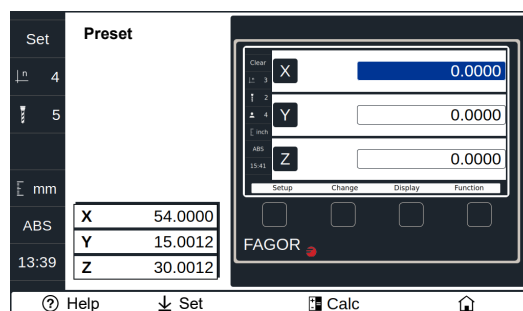 Set
Preset
n 4
5
mm
ABS
13:39
X 54.0000
Y 15.0012
Z 30.0012
Clear
3
2
4
inch
ABS
15:41
X 0.0000
Y 0.0000
Z 0.0000
Setup Change Display Function
FAGOR
? Help Set Calc